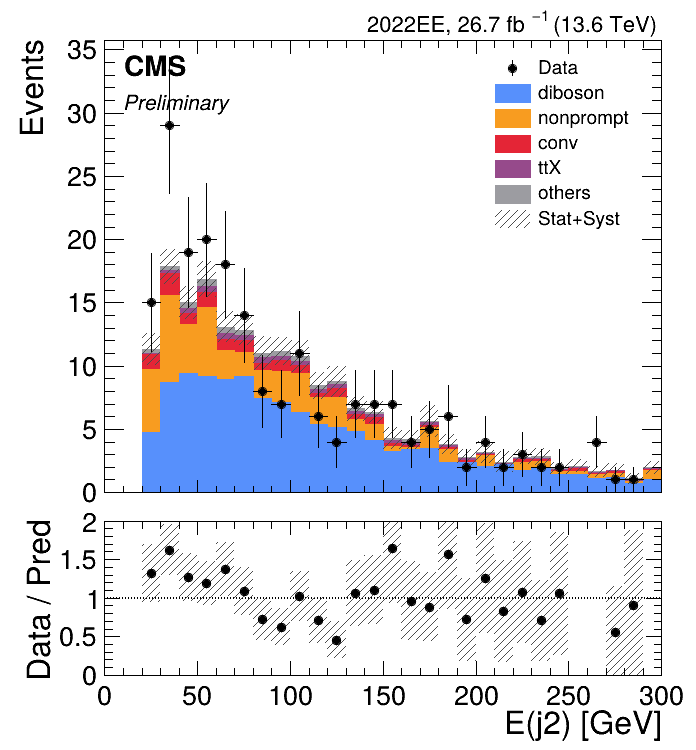 2022EE, 26.7 fb⁻¹ (13.6 TeV)
CMS
Preliminary
Events
35
30
25
20
15
10
5
0
Data
diboson
nonprompt
conv
ttX
others
Stat+Syst
Data / Pred
2
1.5
1
0.5
0
0 50 100 150 200 250 300
E(j2) [GeV]